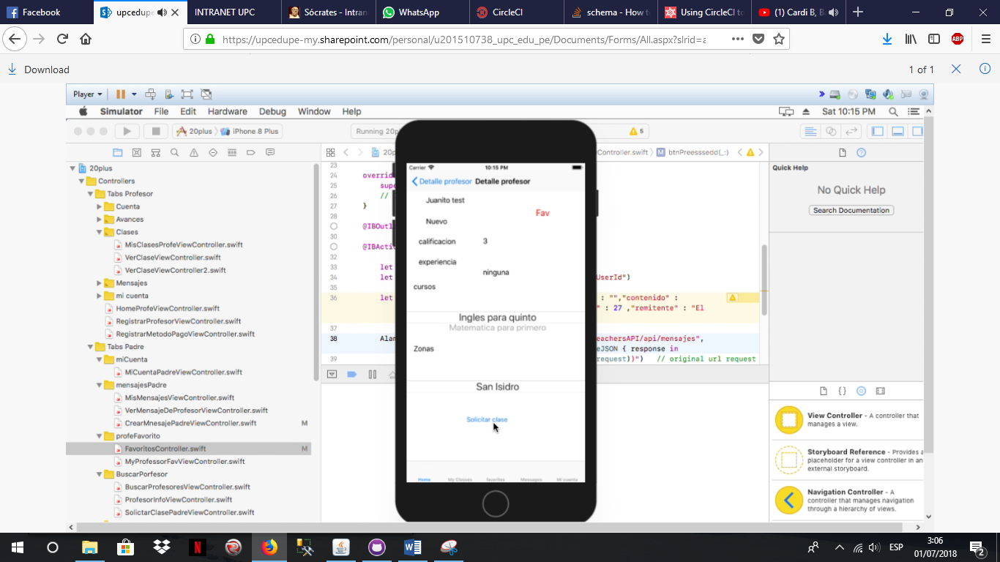 Facebook
upcedupe
INTRANET UPC
Sócrates - Intran
WhatsApp
CircleCI
schema - How t
Using CircleCI to
(1) Cardi B, B
https://upcedupe-my.sharepoint.com/personal/u201510738_upc_edu_pe/Documents/Forms/All.aspx?slrid=a
ABP
Download
1 of 1
Player
Simulator File Edit Hardware Debug Window Help
Sat 10:15 PM
20plus
iPhone 8 Plus
Running 20p
5
20p
Controller.swift
btnPreesssedd(_:)
20plus
Controllers
Tabs Profesor
Cuenta
Avances
Clases
MisClasesProfeViewController.swift
VerClaseViewController.swift
VerClaseViewController2.swift
Mensajes
mi cuenta
HomeProfeViewController.swift
RegistrarProfesorViewController.swift
RegistrarMetodoPagoViewController.swift
Tabs Padre
miCuenta
MiCuentaPadreViewController.swift
mensajesPadre
MisMensajesViewController.swift
VerMensajeDeProfesorViewController.swift
CrearMnesajePadreViewController.swift M
profeFavorito
FavoritosController.swift M
MyProfessorFavViewController.swift
BuscarPorfesor
BuscarProfesoresViewController.swift
ProfesorInfoViewController.swift
SolictarClasePadreViewController.swift
23
24 overrid
25 supe
26 //
27 }
28
@IBOutl
30
@IBActi
32
33 let
34 let
UserId")
35
36 let
: "","contenido" :
" : 27 ,"remitente" : "El
37
38 Alam
eachersAPI/api/mensajes",
eJSON { response in
39
request))") // original url request
Carrier
10:15 PM
Detalle profesor
Detalle profesor
Juanito test
Fav
Nuevo
calificacion 3
experiencia
ninguna
cursos
Ingles para quinto
Matematica para primero
Zonas
San Isidro
Solicitar clase
Home My Classes favorites Messages Mi cuenta
Quick Help
No Quick Help
Search Documentation
View Controller - A controller that
manages a view.
Storyboard Reference - Provides a
placeholder for a view controller in an
external storyboard.
Navigation Controller - A
controller that manages navigation
through a hierarchy of views.
ESP
3:06
01/07/2018
2